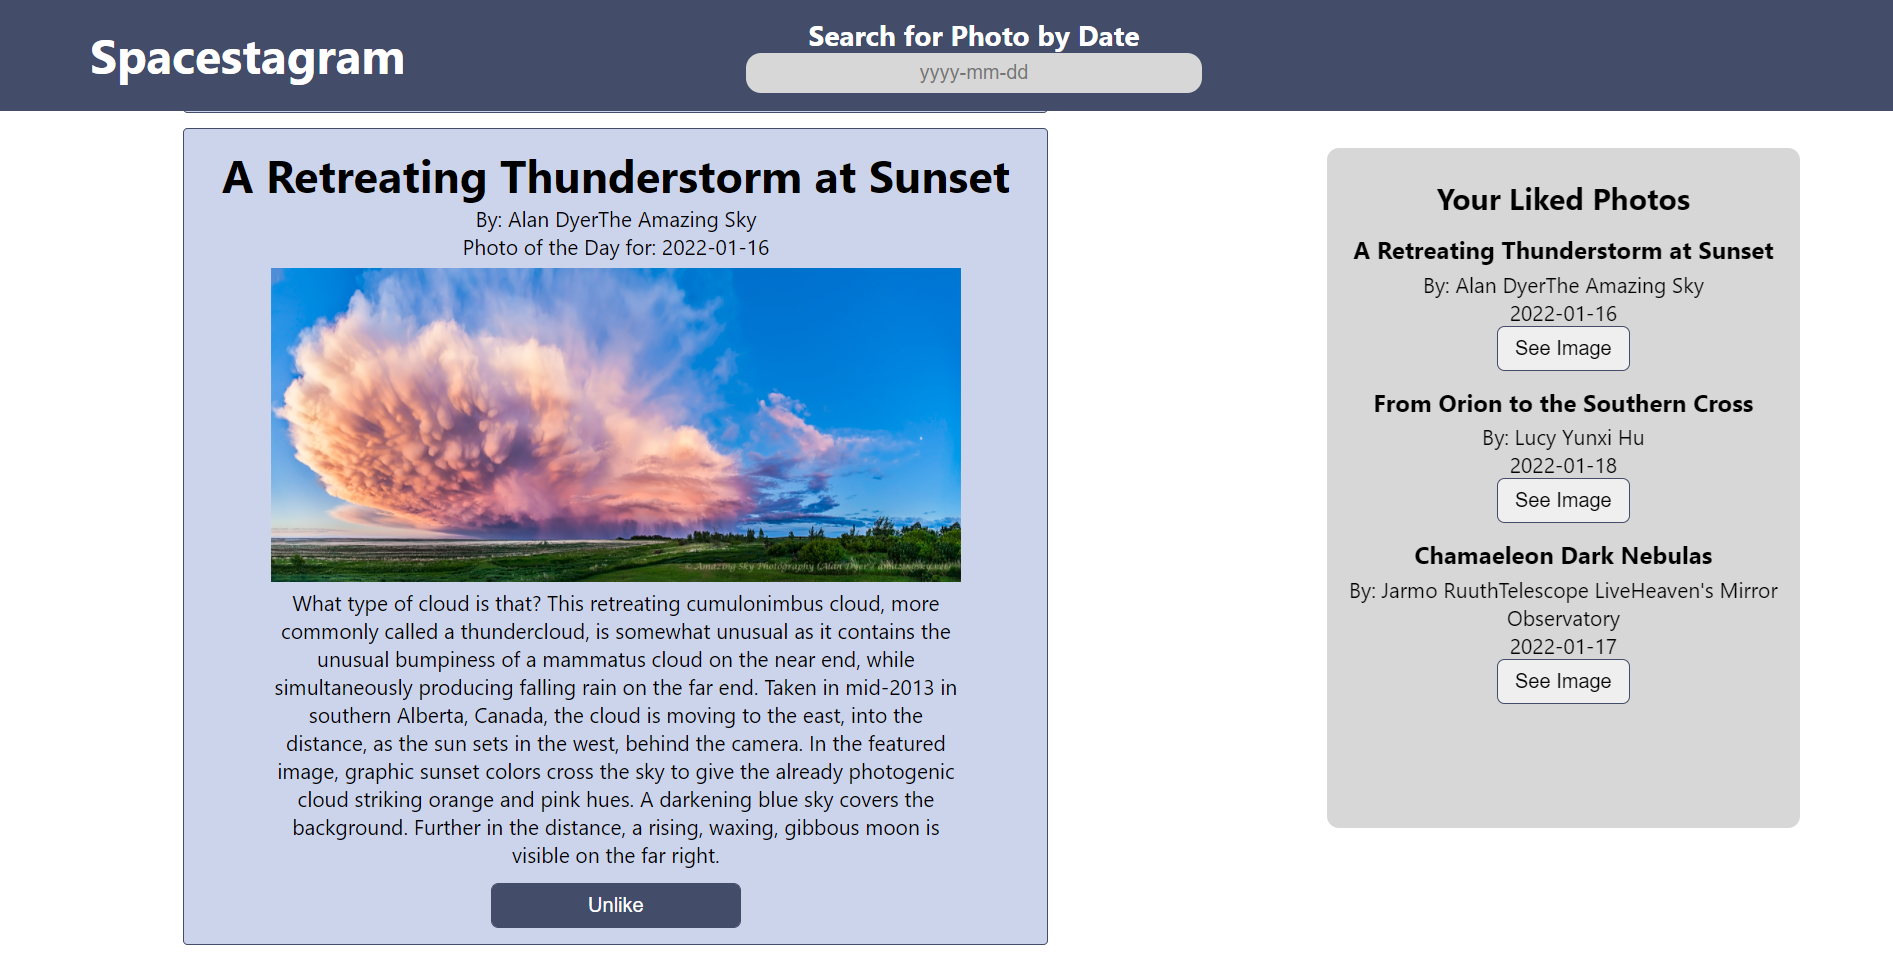 Spacestagram
Search for Photo by Date
yyyy-mm-dd
A Retreating Thunderstorm at Sunset
By: Alan DyerThe Amazing Sky
Photo of the Day for: 2022-01-16
© Amazing Sky Photography (Alan Dyer / amazingsky.net)
What type of cloud is that? This retreating cumulonimbus cloud, more
commonly called a thundercloud, is somewhat unusual as it contains the
unusual bumpiness of a mammatus cloud on the near end, while
simultaneously producing falling rain on the far end. Taken in mid-2013 in
southern Alberta, Canada, the cloud is moving to the east, into the
distance, as the sun sets in the west, behind the camera. In the featured
image, graphic sunset colors cross the sky to give the already photogenic
cloud striking orange and pink hues. A darkening blue sky covers the
background. Further in the distance, a rising, waxing, gibbous moon is
visible on the far right.
Unlike
Your Liked Photos
A Retreating Thunderstorm at Sunset
By: Alan DyerThe Amazing Sky
2022-01-16
See Image
From Orion to the Southern Cross
By: Lucy Yunxi Hu
2022-01-18
See Image
Chamaeleon Dark Nebulas
By: Jarmo RuuthTelescope LiveHeaven's Mirror
Observatory
2022-01-17
See Image